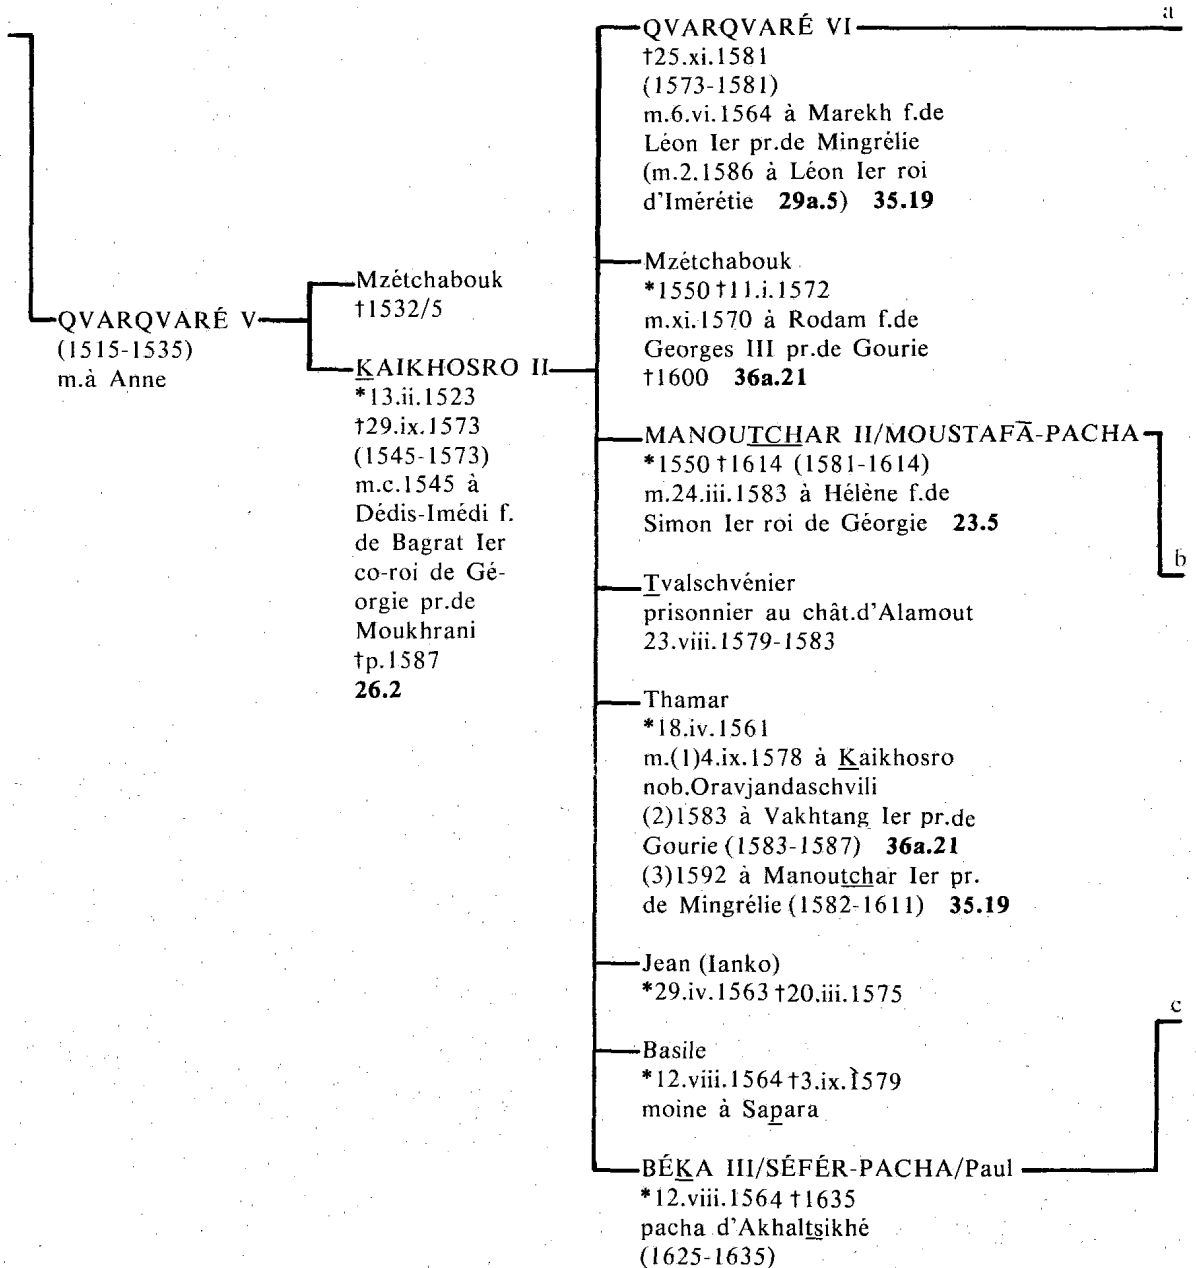 a
QVARQVARÉ VI
†25.xi.1581
(1573-1581)
m.6.vi.1564 à Marekh f.de
Léon Ier pr.de Mingrélie
(m.2.1586 à Léon Ier roi
d'Imérétie 29a.5) 35.19
Mzétchabouk
*1550†11.i.1572
m.xi.1570 à Rodam f.de
Georges III pr.de Gourie
†1600 36a.21
Mzétchabouk
†1532/5
QVARQVARÉ V
(1515-1535)
m.à Anne
KAIKHOSRO II
*13.ii.1523
†29.ix.1573
(1545-1573)
m.c.1545 à
Dédis-Imédi f.
de Bagrat Ier
co-roi de Gé-
orgie pr.de
Moukhrani
†p.1587
26.2
MANOUTCHAR II/MOUSTAFĀ-PACHA
*1550†1614 (1581-1614)
m.24.iii.1583 à Hélène f.de
Simon Ier roi de Géorgie 23.5
b
Tvalschvénier
prisonnier au chât.d'Alamout
23.viii.1579-1583
Thamar
*18.iv.1561
m.(1)4.ix.1578 à Kaikhosro
nob.Oravjandaschvili
(2)1583 à Vakhtang Ier pr.de
Gourie (1583-1587) 36a.21
(3)1592 à Manoutchar Ier pr.
de Mingrélie (1582-1611) 35.19
Jean (Ianko)
*29.iv.1563†20.iii.1575
c
Basile
*12.viii.1564†3.ix.1579
moine à Sapara
BÉKA III/SÉFÉR-PACHA/Paul
*12.viii.1564†1635
pacha d'Akhaltsikhé
(1625-1635)